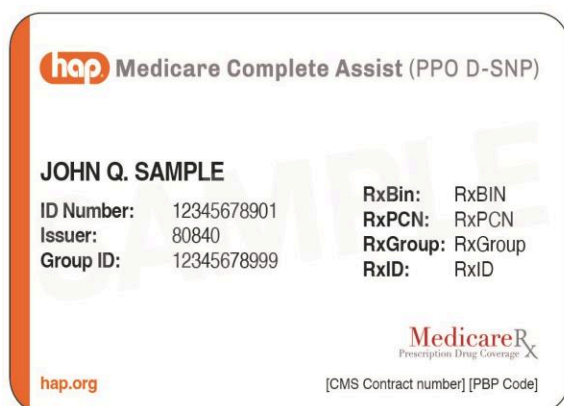 hap. Medicare Complete Assist (PPO D-SNP)
SAMPLE
JOHN Q. SAMPLE
ID Number: 12345678901
Issuer: 80840
Group ID: 12345678999
RxBin: RxBIN
RxPCN: RxPCN
RxGroup: RxGroup
RxID: RxID
MedicareRx
Prescription Drug Coverage
hap.org
[CMS Contract number] [PBP Code]